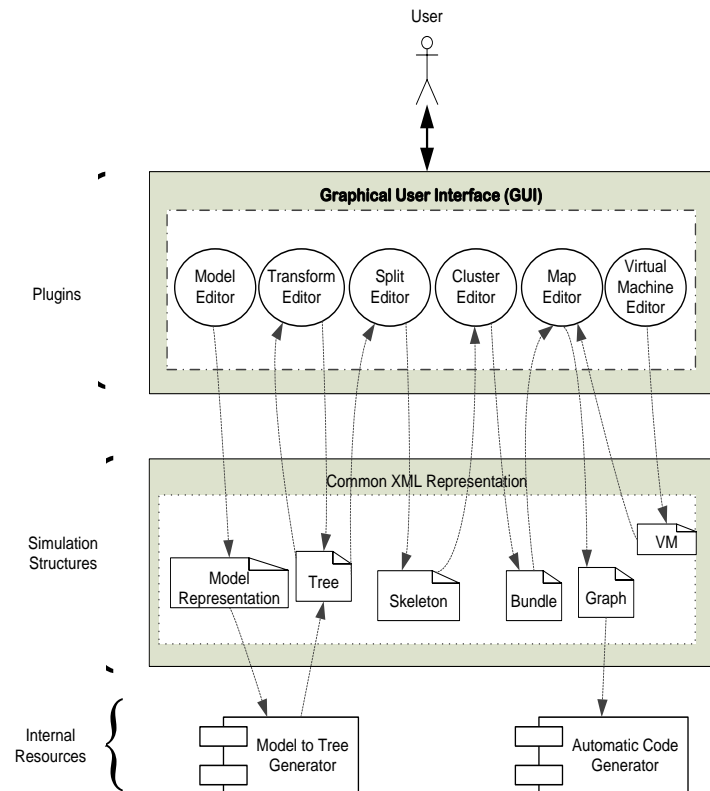 User
Graphical User Interface (GUI)
Plugins
Model
Editor
Transform
Editor
Split
Editor
Cluster
Editor
Map
Editor
Virtual
Machine
Editor
Common XML Representation
Simulation
Structures
Model
Representation
Tree
Skeleton
Bundle
Graph
VM
Internal
Resources
Model to Tree
Generator
Automatic Code
Generator